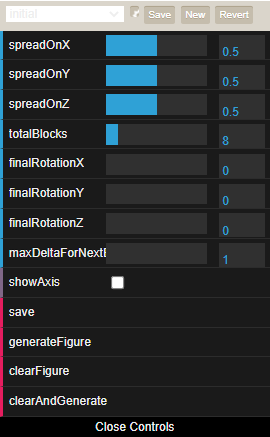 initial Save New Revert
spreadOnX 0.5
spreadOnY 0.5
spreadOnZ 0.5
totalBlocks 8
finalRotationX 0
finalRotationY 0
finalRotationZ 0
maxDeltaForNextB 1
showAxis
save
generateFigure
clearFigure
clearAndGenerate
Close Controls